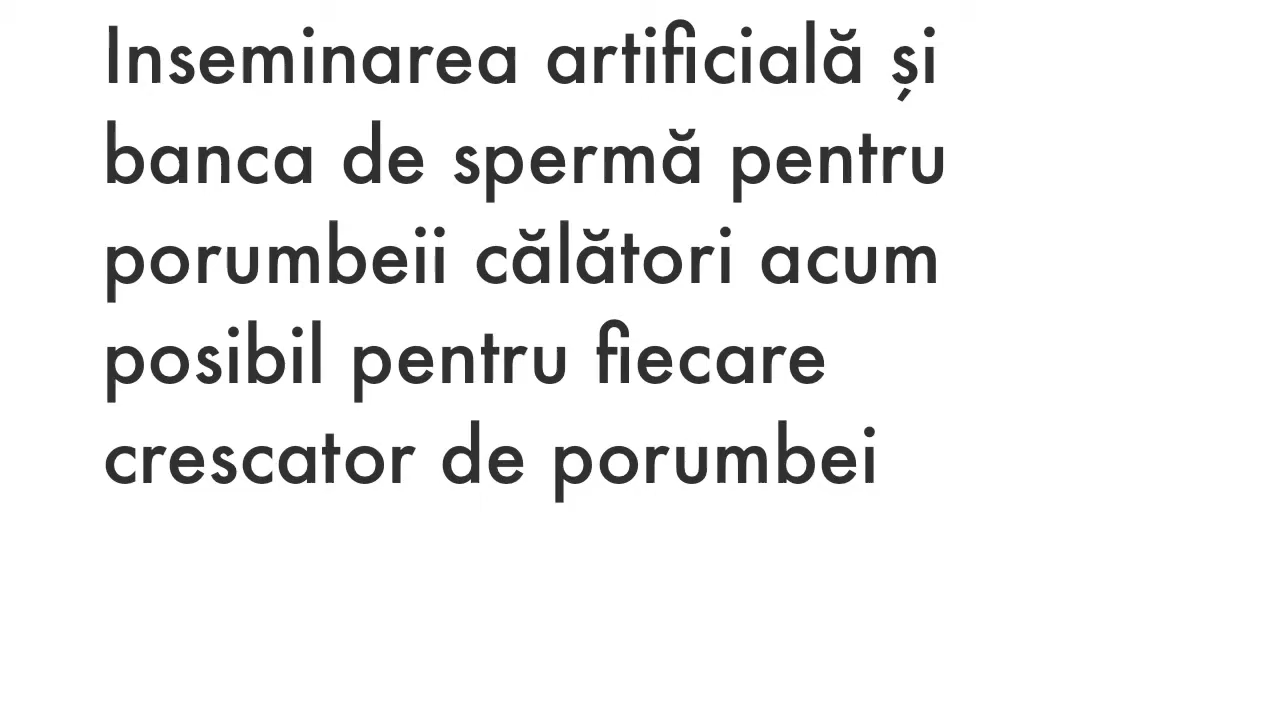 Inseminarea artificială și
banca de spermă pentru
porumbeii călători acum
posibil pentru fiecare
crescator de porumbei